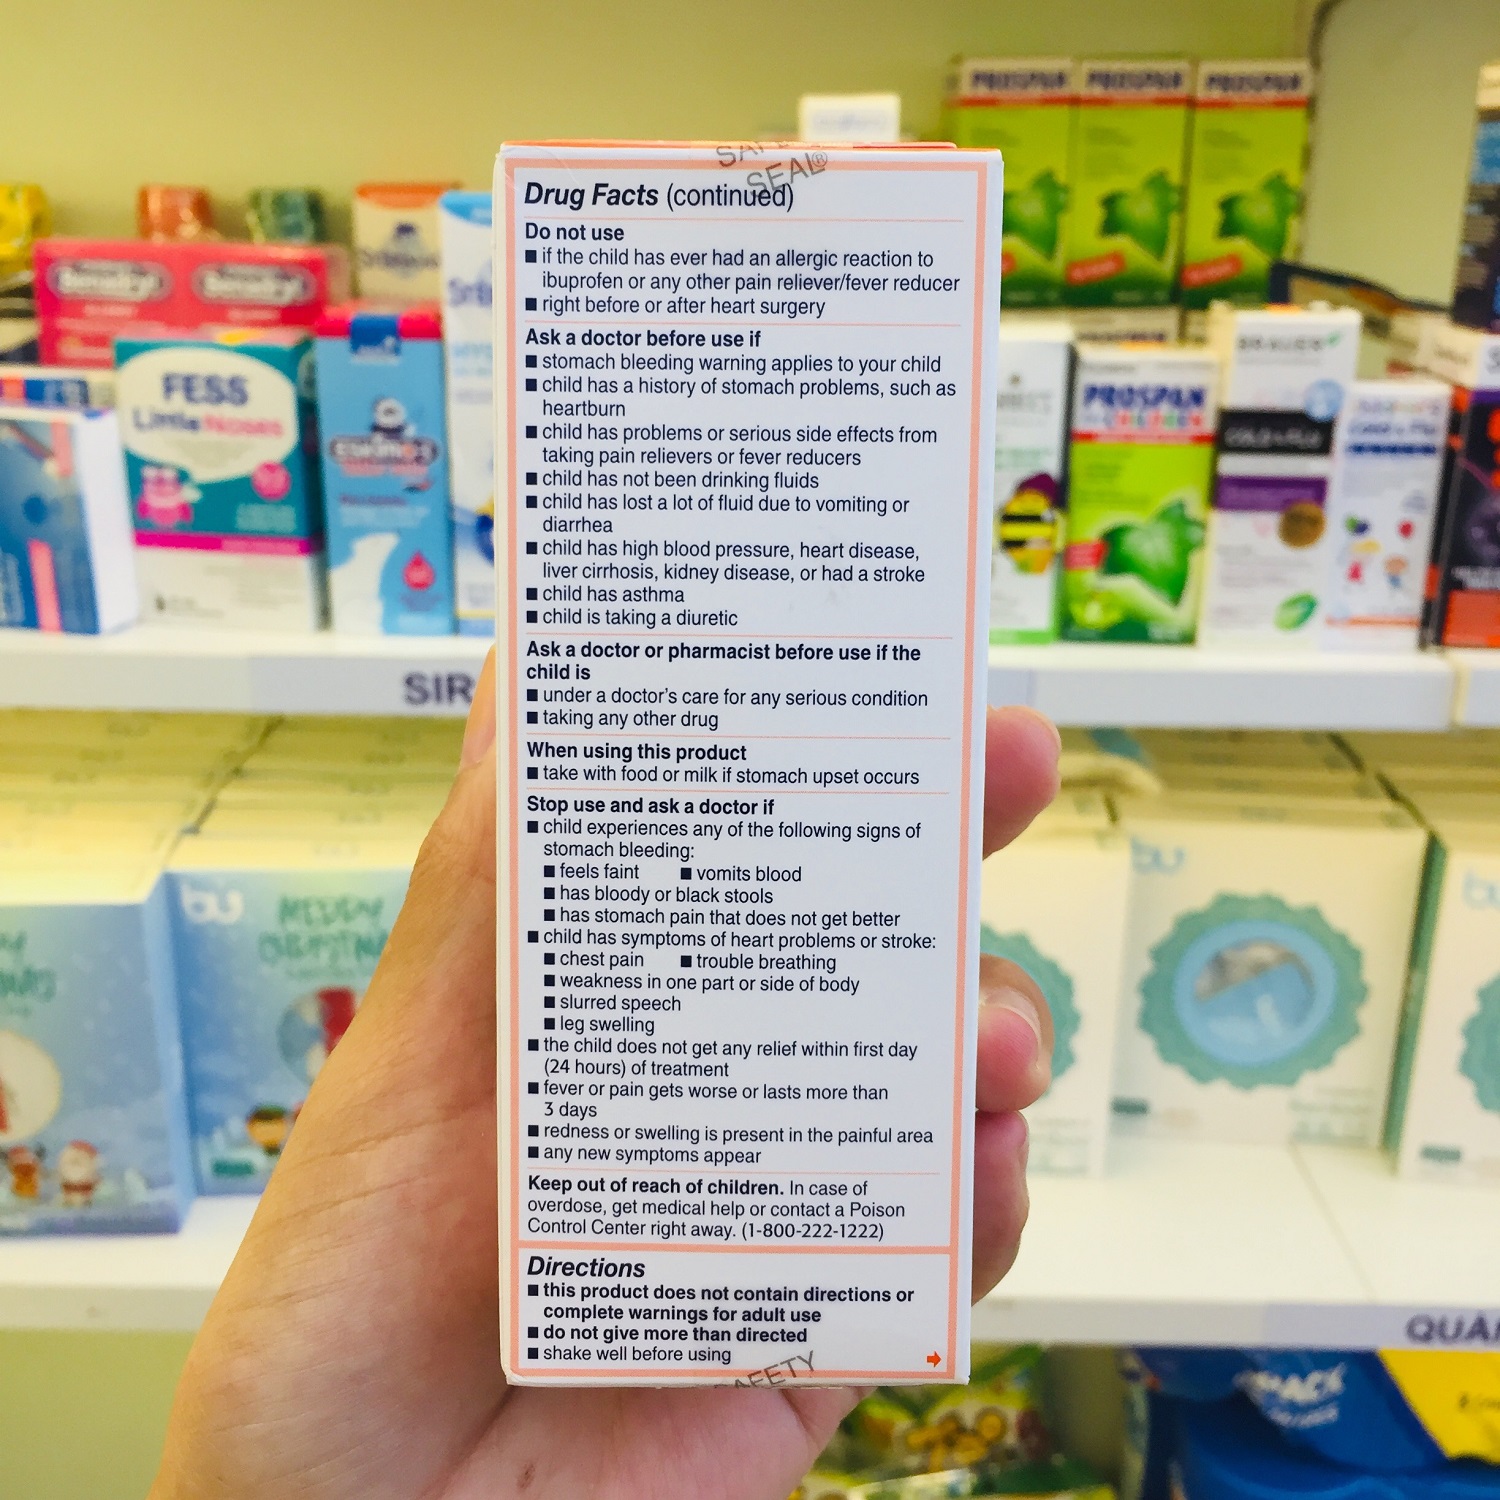 PROSPAN PROSPAN PROSPAN
SEAL®
Drug Facts (continued)
Do not use
■ if the child has ever had an allergic reaction to
ibuprofen or any other pain reliever/fever reducer
■ right before or after heart surgery
Ask a doctor before use if
■ stomach bleeding warning applies to your child
■ child has a history of stomach problems, such as
heartburn
■ child has problems or serious side effects from
taking pain relievers or fever reducers
■ child has not been drinking fluids
■ child has lost a lot of fluid due to vomiting or
diarrhea
■ child has high blood pressure, heart disease,
liver cirrhosis, kidney disease, or had a stroke
■ child has asthma
■ child is taking a diuretic
Ask a doctor or pharmacist before use if the
child is
■ under a doctor's care for any serious condition
■ taking any other drug
When using this product
■ take with food or milk if stomach upset occurs
Stop use and ask a doctor if
■ child experiences any of the following signs of
stomach bleeding:
■ feels faint ■ vomits blood
■ has bloody or black stools
■ has stomach pain that does not get better
■ child has symptoms of heart problems or stroke:
■ chest pain ■ trouble breathing
■ weakness in one part or side of body
■ slurred speech
■ leg swelling
■ the child does not get any relief within first day
(24 hours) of treatment
■ fever or pain gets worse or lasts more than
3 days
■ redness or swelling is present in the painful area
■ any new symptoms appear
Keep out of reach of children. In case of
overdose, get medical help or contact a Poison
Control Center right away. (1-800-222-1222)
Directions
■ this product does not contain directions or
complete warnings for adult use
■ do not give more than directed
■ shake well before using
FESS
Little Noses
PROSPAN
SIR
bū
bū
QUÀ